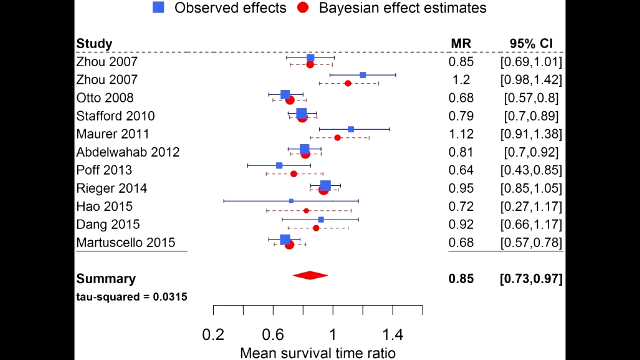 Observed effects Bayesian effect estimates
Study MR 95% CI
Zhou 2007 0.85 [0.69,1.01]
Zhou 2007 1.2 [0.98,1.42]
Otto 2008 0.68 [0.57,0.8]
Stafford 2010 0.79 [0.7,0.89]
Maurer 2011 1.12 [0.91,1.38]
Abdelwahab 2012 0.81 [0.7,0.92]
Poff 2013 0.64 [0.43,0.85]
Rieger 2014 0.95 [0.85,1.05]
Hao 2015 0.72 [0.27,1.17]
Dang 2015 0.92 [0.66,1.17]
Martuscello 2015 0.68 [0.57,0.78]
Summary 0.85 [0.73,0.97]
tau-squared = 0.0315
0.2 0.6 1 1.4
Mean survival time ratio